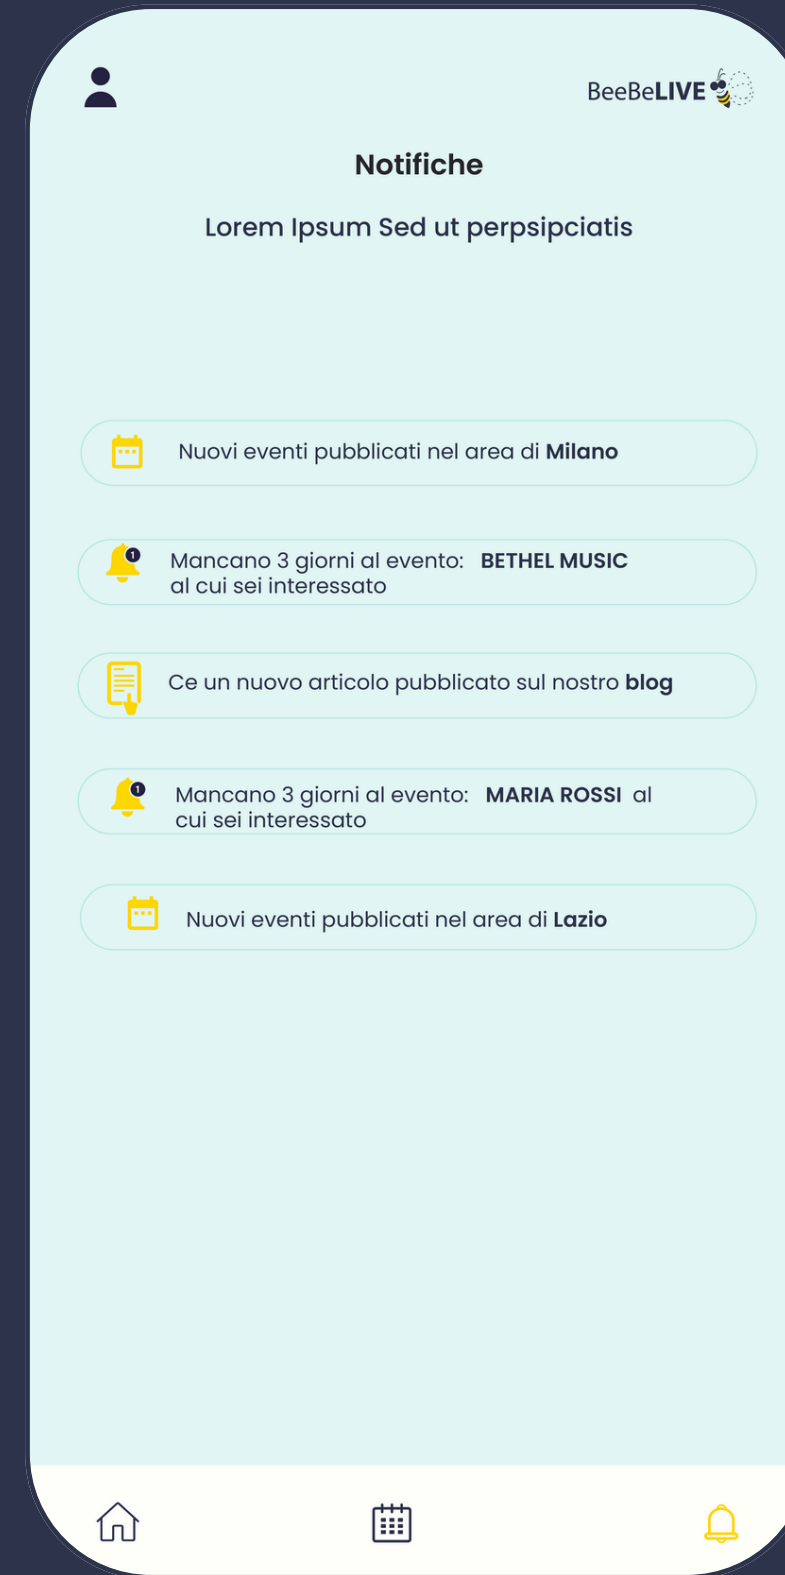 BeeBeLIVE
Notifiche
Lorem Ipsum Sed ut perpsipciatis
Nuovi eventi pubblicati nel area di Milano
1
Mancano 3 giorni al evento: BETHEL MUSIC
al cui sei interessato
Ce un nuovo articolo pubblicato sul nostro blog
1
Mancano 3 giorni al evento: MARIA ROSSI al
cui sei interessato
Nuovi eventi pubblicati nel area di Lazio